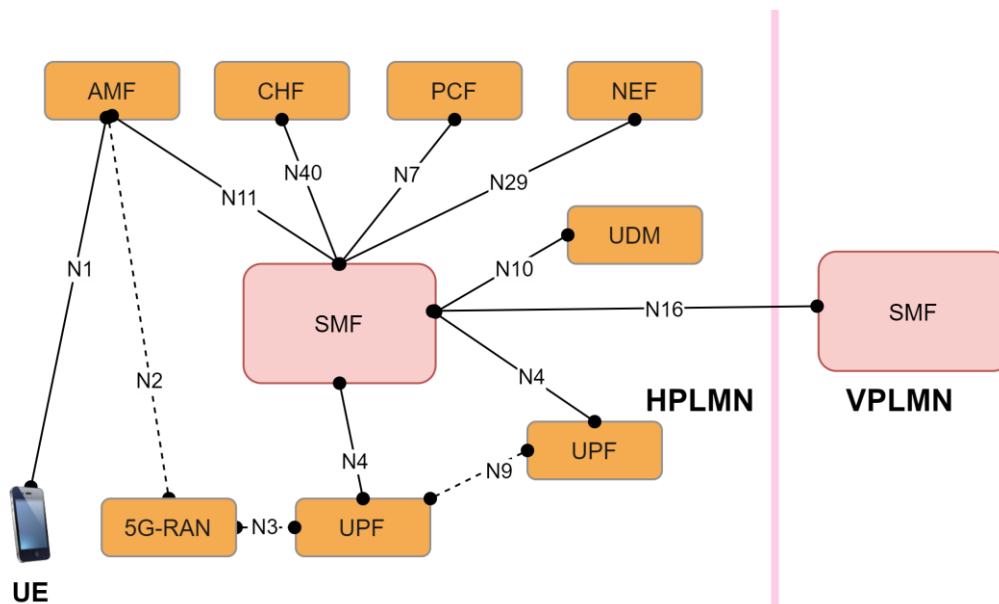 AMF
CHF
PCF
NEF
N40
N7
N29
N11
UDM
N1
N10
N16
SMF
SMF
N2
N4
HPLMN
VPLMN
UPF
N4
N9
5G-RAN
N3
UPF
UE